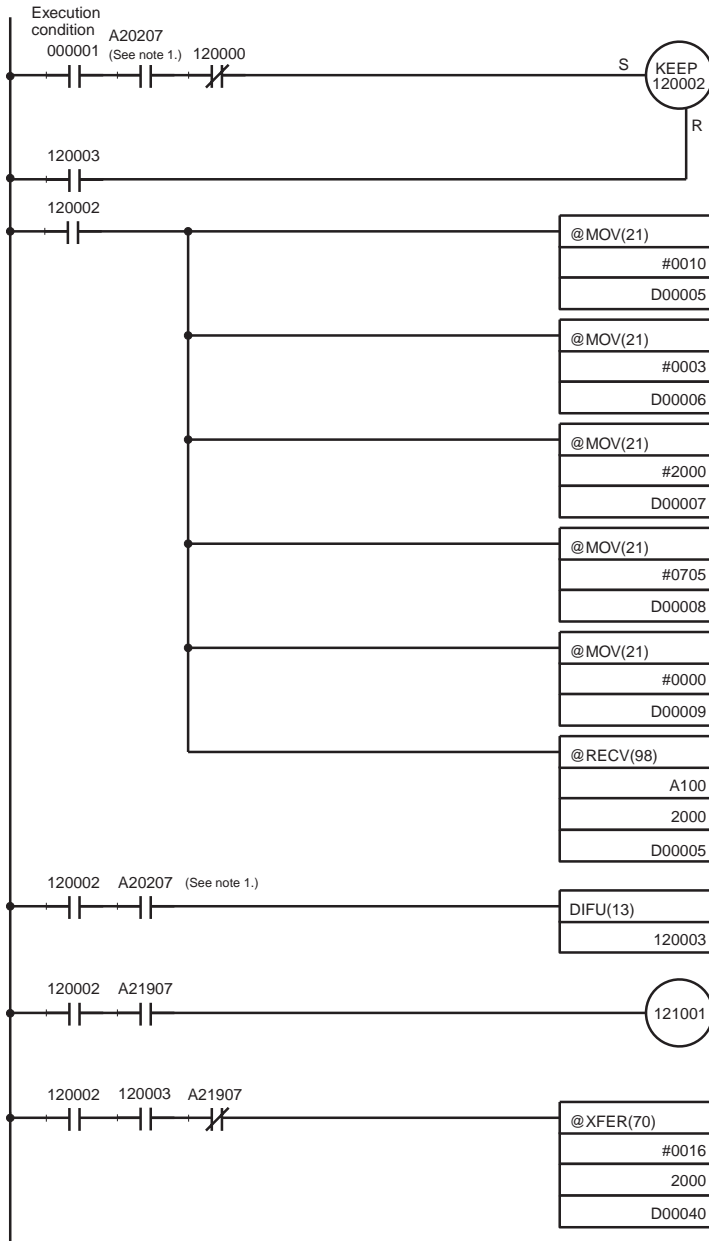 Execution
condition
000001
A20207
(See note 1.)
120000
S
KEEP
120002
R
120003
120002
@MOV(21)
#0010
D00005
@MOV(21)
#0003
D00006
@MOV(21)
#2000
D00007
@MOV(21)
#0705
D00008
@MOV(21)
#0000
D00009
@RECV(98)
A100
2000
D00005
120002 A20207 (See note 1.)
DIFU(13)
120003
120002 A21907
121001
120002 120003 A21907
@XFER(70)
#0016
2000
D00040